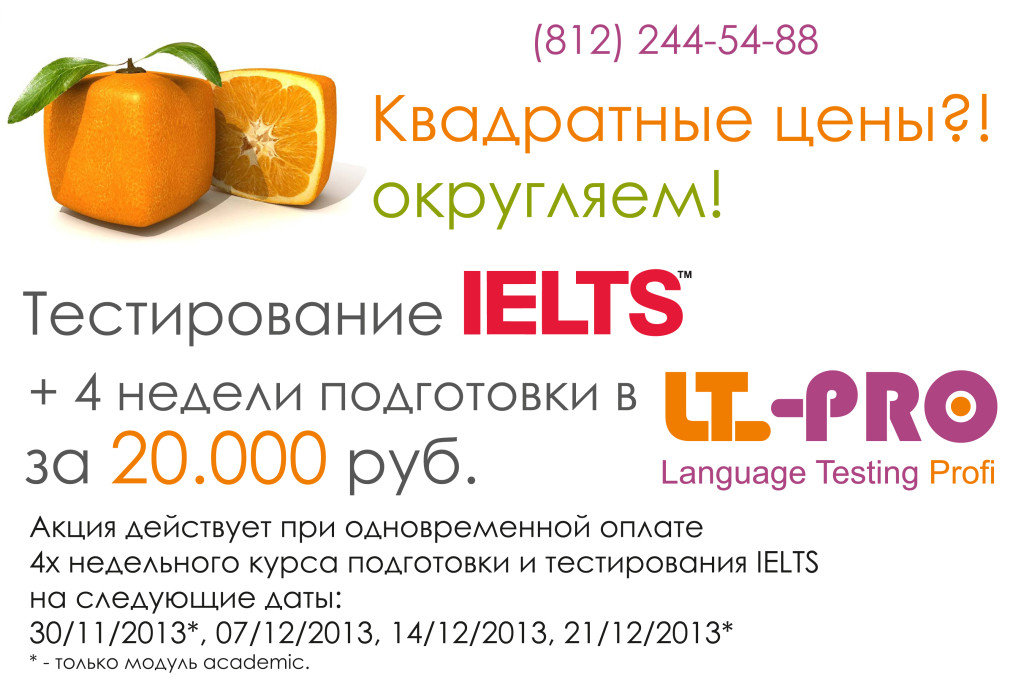 (812) 244-54-88
Квадратные цены?!
округляем!
Тестирование IELTS™
+ 4 недели подготовки в LT.-PRO
за 20.000 руб.
Language Testing Profi
Акция действует при одновременной оплате
4х недельного курса подготовки и тестирования IELTS
на следующие даты:
30/11/2013*, 07/12/2013, 14/12/2013, 21/12/2013*
* - только модуль academic.